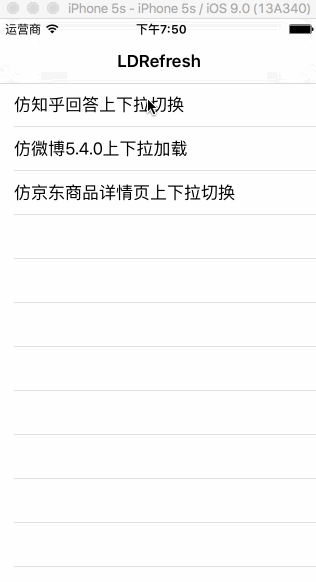 iPhone 5s - iPhone 5s / iOS 9.0 (13A340)
运营商 下午7:50
LDRefresh
仿知乎回答上下拉切换
仿微博5.4.0上下拉加载
仿京东商品详情页上下拉切换